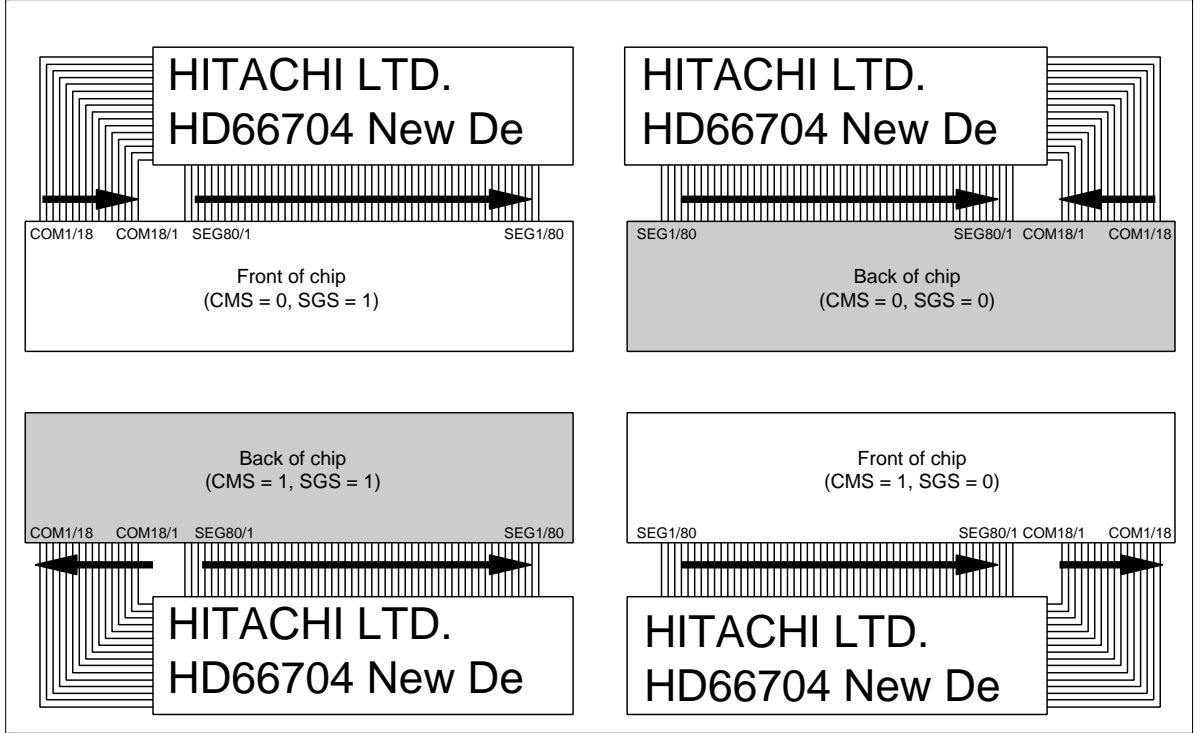 HITACHI LTD.
HD66704 New De
COM1/18 COM18/1 SEG80/1 SEG1/80
Front of chip
(CMS = 0, SGS = 1)
HITACHI LTD.
HD66704 New De
SEG1/80 SEG80/1 COM18/1 COM1/18
Back of chip
(CMS = 0, SGS = 0)
Back of chip
(CMS = 1, SGS = 1)
COM1/18 COM18/1 SEG80/1 SEG1/80
HITACHI LTD.
HD66704 New De
Front of chip
(CMS = 1, SGS = 0)
SEG1/80 SEG80/1 COM18/1 COM1/18
HITACHI LTD.
HD66704 New De